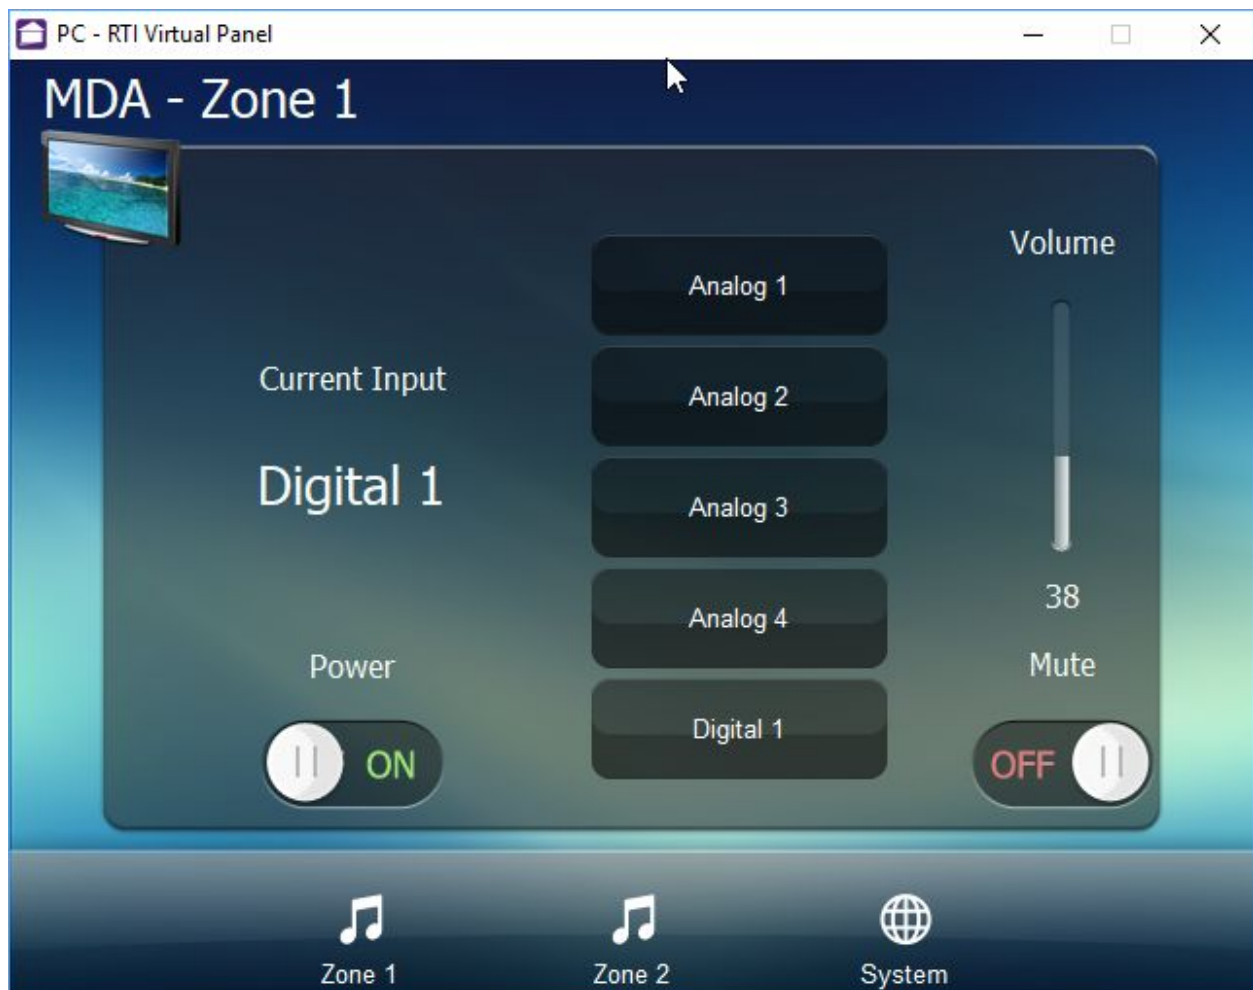 PC - RTI Virtual Panel
MDA - Zone 1
Current Input
Digital 1
Power
ON
Analog 1
Analog 2
Analog 3
Analog 4
Digital 1
Volume
38
Mute
OFF
Zone 1
Zone 2
System